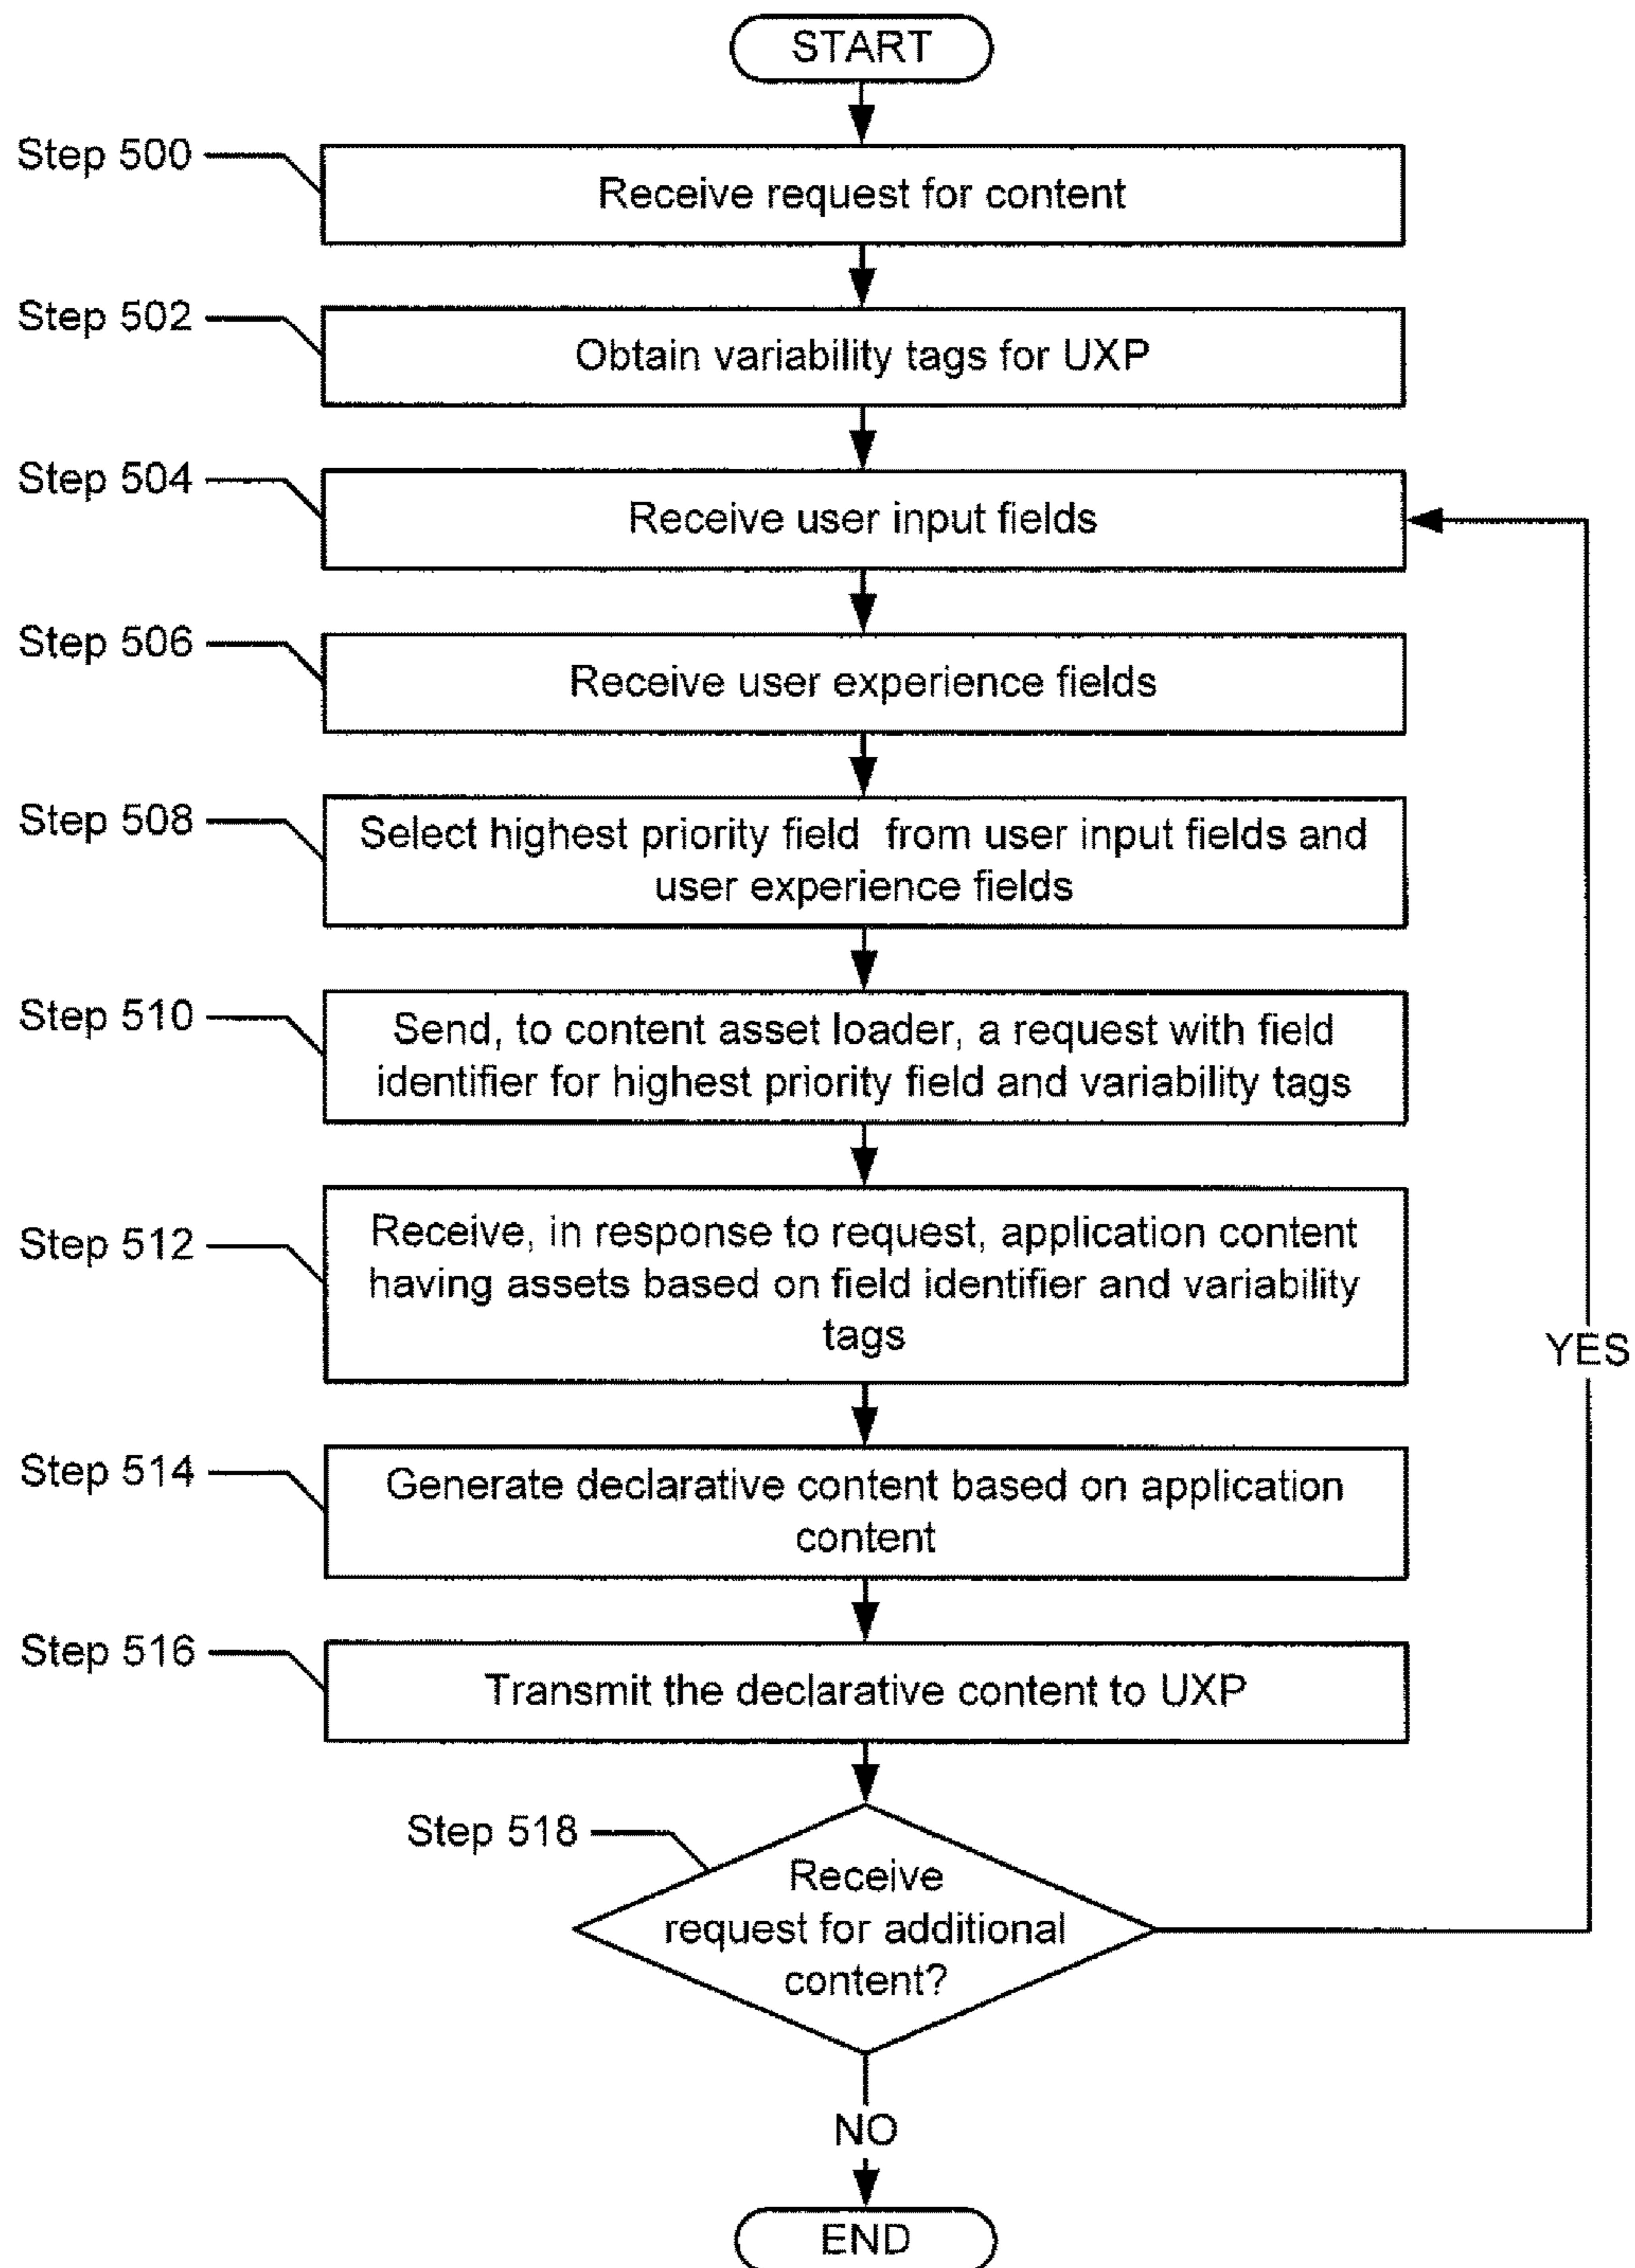 START
Step 500
Receive request for content
Step 502
Obtain variability tags for UXP
Step 504
Receive user input fields
Step 506
Receive user experience fields
Step 508
Select highest priority field from user input fields and
user experience fields
Step 510
Send, to content asset loader, a request with field
identifier for highest priority field and variability tags
Step 512
Receive, in response to request, application content
having assets based on field identifier and variability
tags
YES
Step 514
Generate declarative content based on application
content
Step 516
Transmit the declarative content to UXP
Step 518
Receive
request for additional
content?
NO
END